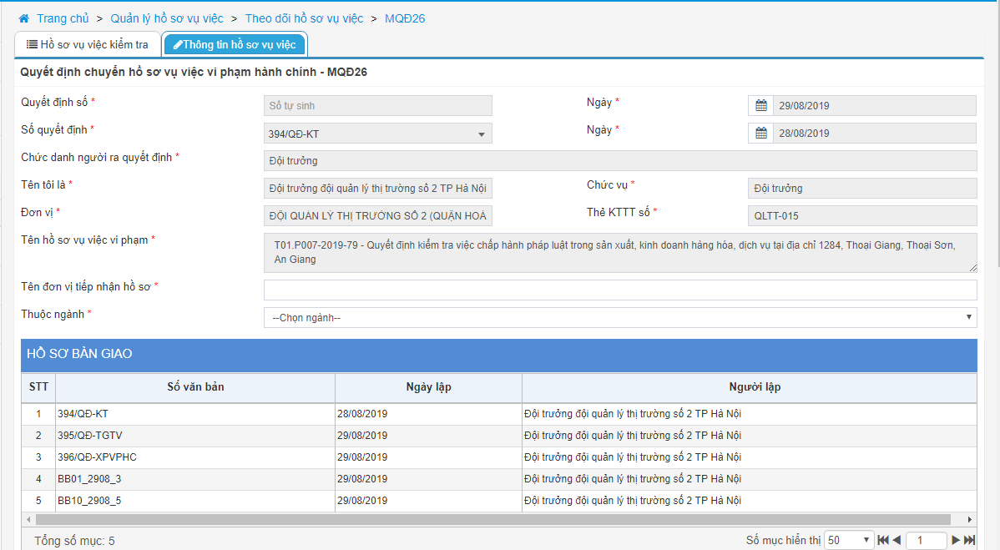 Trang chủ > Quản lý hồ sơ vụ việc > Theo dõi hồ sơ vụ việc > MQĐ26
Hồ sơ vụ việc kiểm tra Thông tin hồ sơ vụ việc
Quyết định chuyển hồ sơ vụ việc vi phạm hành chính - MQĐ26
Quyết định số * Số tự sinh Ngày * 29/08/2019
Số quyết định * 394/QĐ-KT Ngày * 28/08/2019
Chức danh người ra quyết định * Đội trưởng
Tên tôi là * Đội trưởng đội quản lý thị trường số 2 TP Hà Nội Chức vụ * Đội trưởng
Đơn vị * ĐỘI QUẢN LÝ THỊ TRƯỜNG SỐ 2 (QUẬN HOÀ Thẻ KTTT số * QLTT-015
Tên hồ sơ vụ việc vi phạm * T01.P007-2019-79 - Quyết định kiểm tra việc chấp hành pháp luật trong sản xuất, kinh doanh hàng hóa, dịch vụ tại địa chỉ 1284, Thoại Giang, Thoại Sơn,
An Giang
Tên đơn vị tiếp nhận hồ sơ *
Thuộc ngành * --Chọn ngành--
HỒ SƠ BÀN GIAO
STT Số văn bản Ngày lập Người lập
1 394/QĐ-KT 28/08/2019 Đội trưởng đội quản lý thị trường số 2 TP Hà Nội
2 395/QĐ-TGTV 29/08/2019 Đội trưởng đội quản lý thị trường số 2 TP Hà Nội
3 396/QĐ-XPVPHC 29/08/2019 Đội trưởng đội quản lý thị trường số 2 TP Hà Nội
4 BB01_2908_3 29/08/2019 Đội trưởng đội quản lý thị trường số 2 TP Hà Nội
5 BB10_2908_5 29/08/2019 Đội trưởng đội quản lý thị trường số 2 TP Hà Nội
Tổng số mục: 5 Số mục hiển thị 50 1